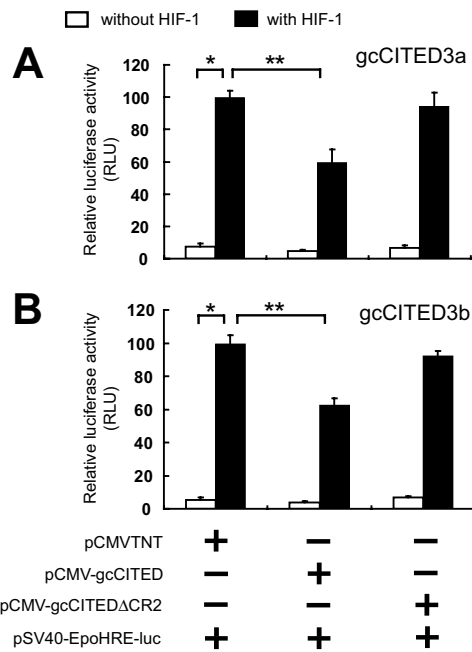 without HIF-1 with HIF-1
A
gcCITED3a
* **
Relative luciferase activity
(RLU)
120
100
80
60
40
20
0
B
gcCITED3b
* **
Relative luciferase activity
(RLU)
120
100
80
60
40
20
0
pCMVTNT + – –
pCMV-gcCITED – + –
pCMV-gcCITEDΔCR2 – – +
pSV40-EpoHRE-luc + + +